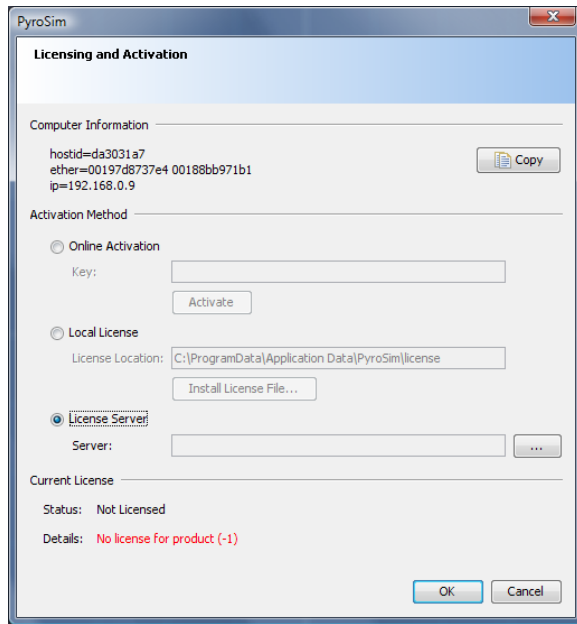 PyroSim
Licensing and Activation
Computer Information
hostid=da3031a7
ether=00197d8737e4 00188bb971b1
ip=192.168.0.9
Copy
Activation Method
Online Activation
Key:
Activate
Local License
License Location: C:\ProgramData\Application Data\PyroSim\license
Install License File...
License Server
Server: ...
Current License
Status: Not Licensed
Details: No license for product (-1)
OK Cancel